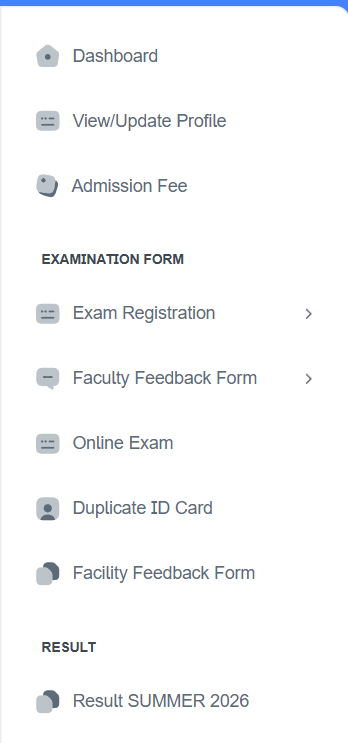 Dashboard
View/Update Profile
Admission Fee
EXAMINATION FORM
Exam Registration
Faculty Feedback Form
Online Exam
Duplicate ID Card
Facility Feedback Form
RESULT
Result SUMMER 2026